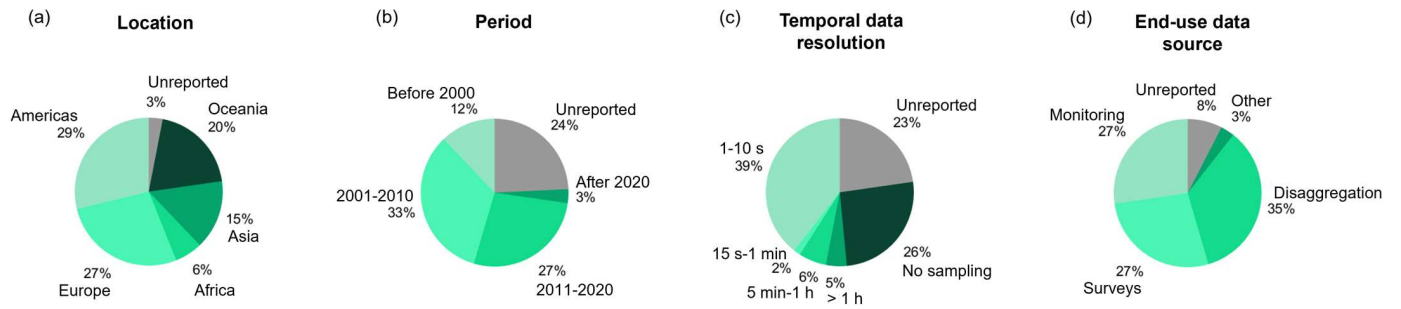 (a)
Location
Unreported
3%
Oceania
20%
15%
Asia
6%
Africa
27%
Europe
Americas
29%
(b)
Period
Unreported
24%
After 2020
3%
27%
2011-2020
2001-2010
33%
Before 2000
12%
(c)
Temporal data
resolution
Unreported
23%
26%
No sampling
5%
> 1 h
6%
5 min-1 h
15 s-1 min
2%
1-10 s
39%
(d)
End-use data
source
Unreported
8%
Other
3%
Disaggregation
35%
27%
Surveys
Monitoring
27%